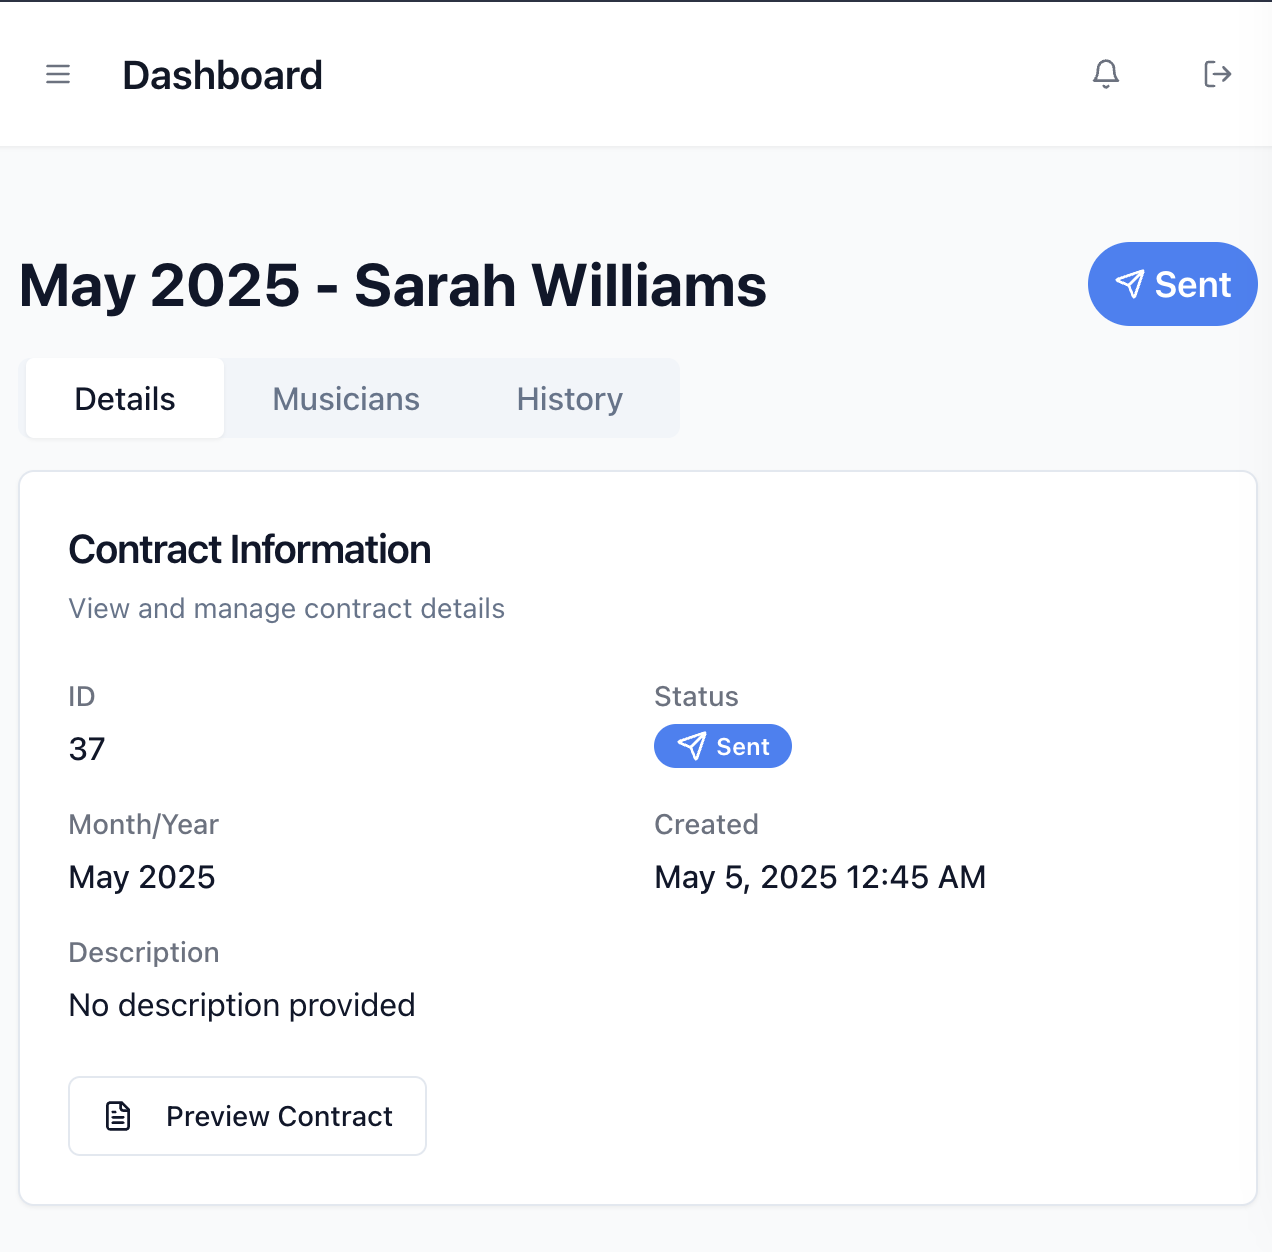 Dashboard
May 2025 - Sarah Williams
Sent
Details
Musicians
History
Contract Information
View and manage contract details
ID
37
Status
Sent
Month/Year
May 2025
Created
May 5, 2025 12:45 AM
Description
No description provided
Preview Contract